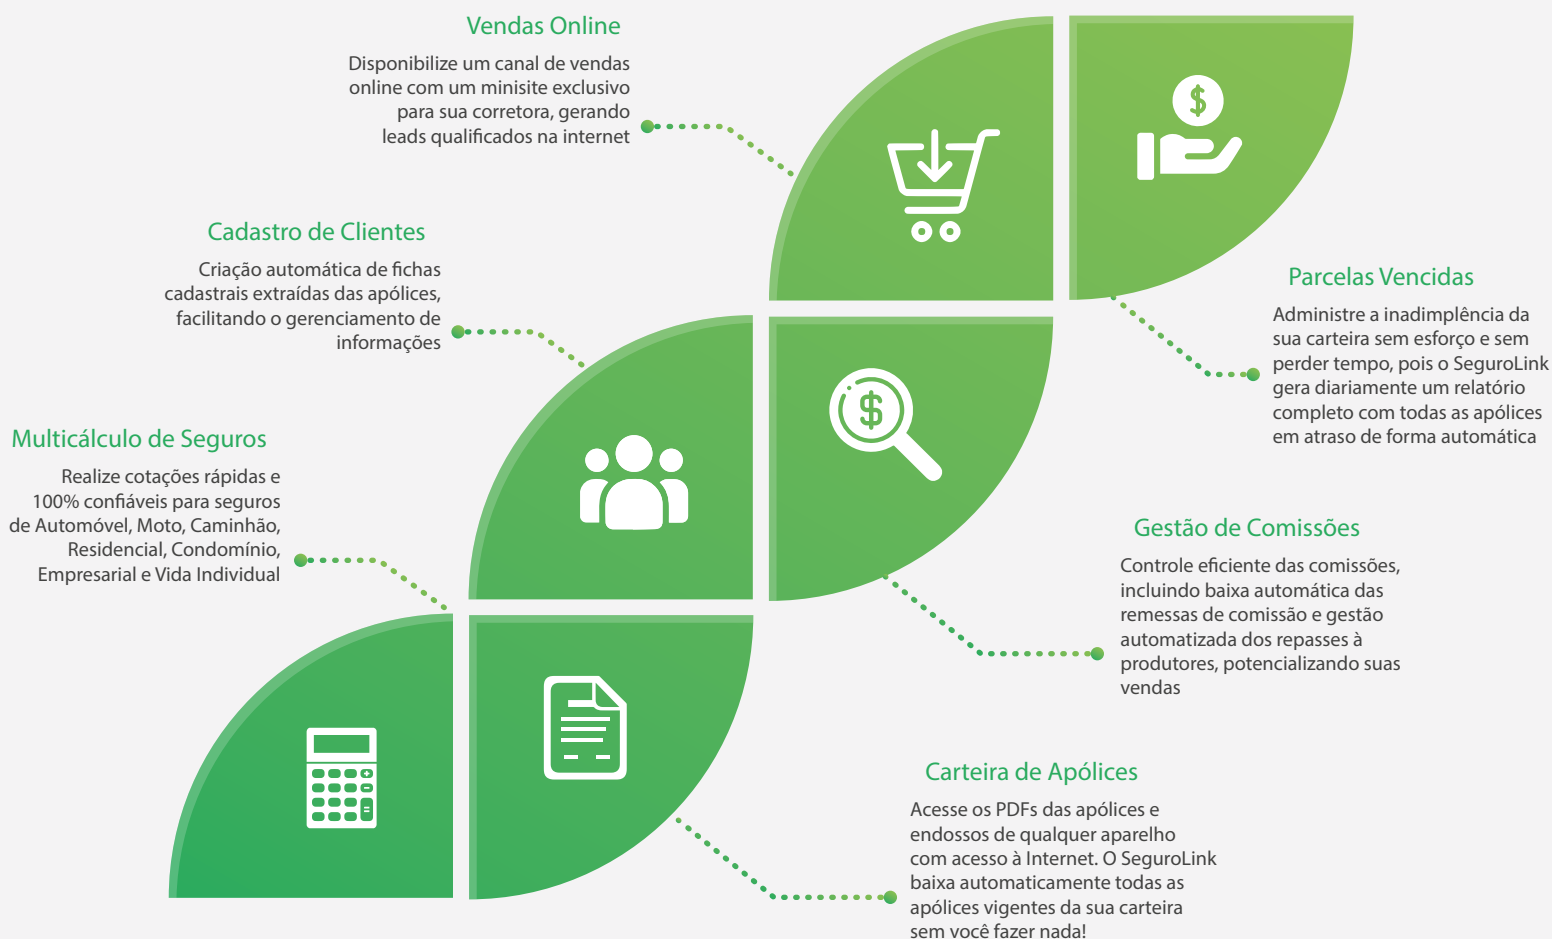 Vendas Online
Disponibilize um canal de vendas
online com um minisite exclusivo
para sua corretora, gerando
leads qualificados na internet
Cadastro de Clientes
Criação automática de fichas
cadastrais extraídas das apólices,
facilitando o gerenciamento de
informações
Multicálculo de Seguros
Realize cotações rápidas e
100% confiáveis para seguros
de Automóvel, Moto, Caminhão,
Residencial, Condomínio,
Empresarial e Vida Individual
Parcelas Vencidas
Administre a inadimplência da
sua carteira sem esforço e sem
perder tempo, pois o SeguroLink
gera diariamente um relatório
completo com todas as apólices
em atraso de forma automática
Gestão de Comissões
Controle eficiente das comissões,
incluindo baixa automática das
remessas de comissão e gestão
automatizada dos repasses à
produtores, potencializando suas
vendas
Carteira de Apólices
Acesse os PDFs das apólices e
endossos de qualquer aparelho
com acesso à Internet. O SeguroLink
baixa automaticamente todas as
apólices vigentes da sua carteira
sem você fazer nada!